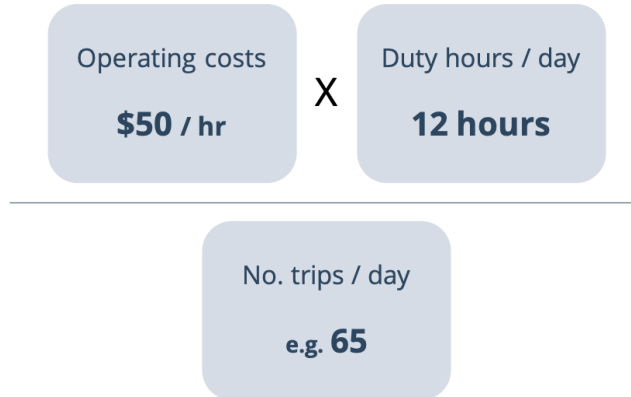 Operating costs
$50 / hr
X
Duty hours / day
12 hours
No. trips / day
e.g. 65